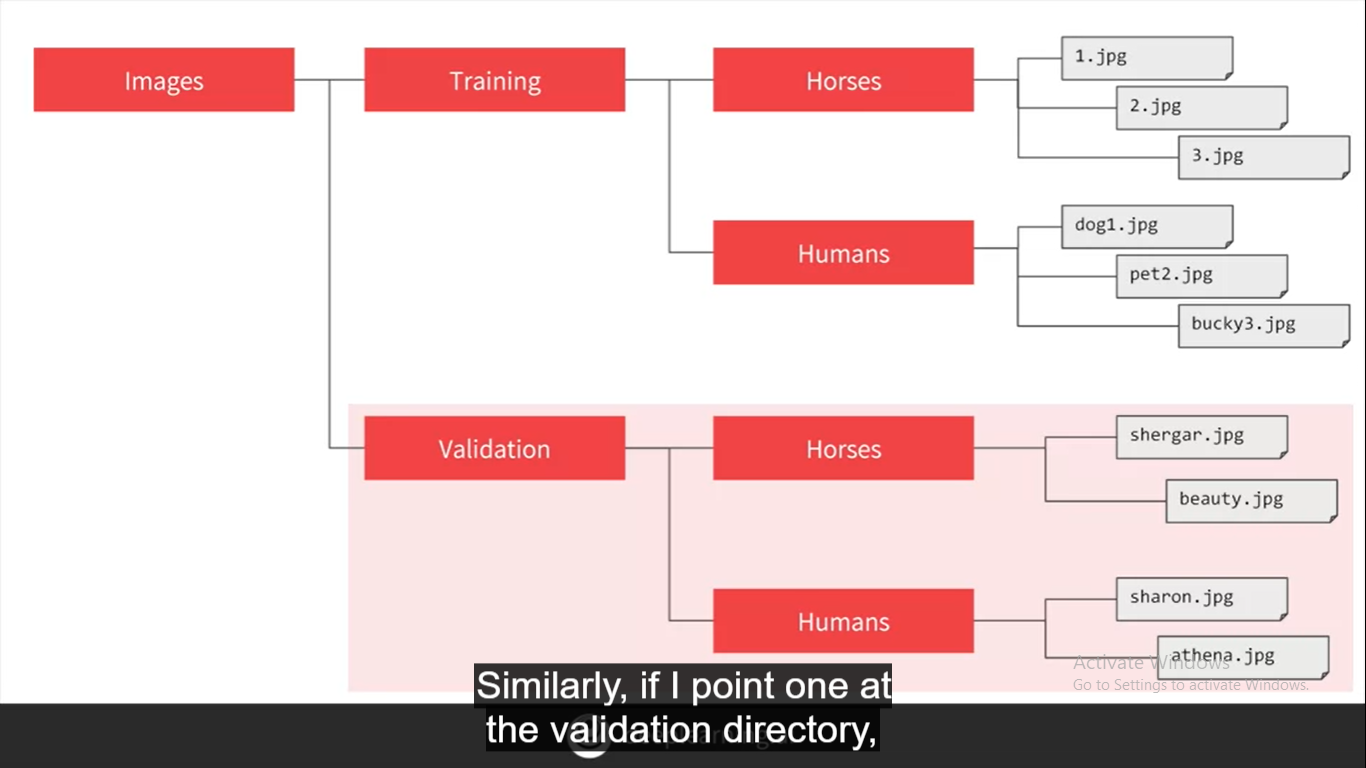 Images
Training
Horses
1.jpg
2.jpg
3.jpg
Humans
dog1.jpg
pet2.jpg
bucky3.jpg
Validation
Horses
shergar.jpg
beauty.jpg
Humans
sharon.jpg
athena.jpg
Activate Windows
Go to Settings to activate Windows.
Similarly, if I point one at
the validation directory,